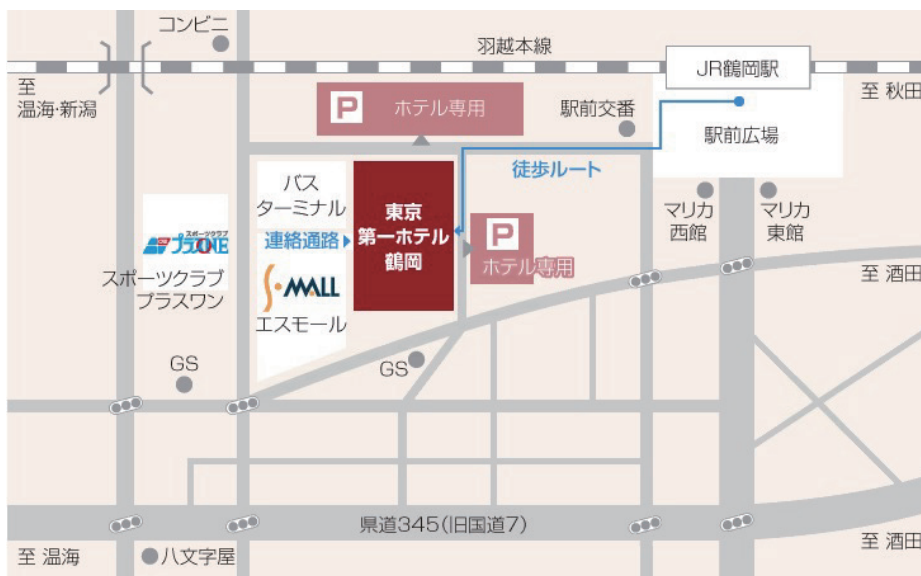 コンビニ
羽越本線
JR鶴岡駅
至
温海・新潟
P ホテル専用
駅前交番
至 秋田
駅前広場
徒歩ルート
バス
ターミナル
東京
第一ホテル
鶴岡
マリカ
西館
マリカ
東館
連絡通路
P
ホテル専用
スポーツクラブ
プラスONE
スポーツクラブ
プラスワン
S・MALL
エスモール
至 酒田
GS
GS
県道345(旧国道7)
至 温海
八文字屋
至 酒田